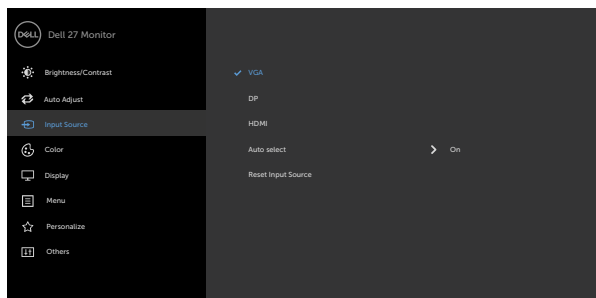 DELL
Dell 27 Monitor
Brightness/Contrast
Auto Adjust
Input Source
Color
Display
Menu
Personalize
Others
VGA
DP
HDMI
Auto select On
Reset Input Source